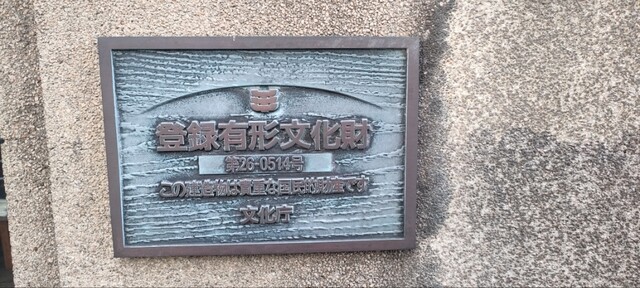 登録有形文化財
第26-0514号
この建造物は貴重な国民的財産です
文化庁